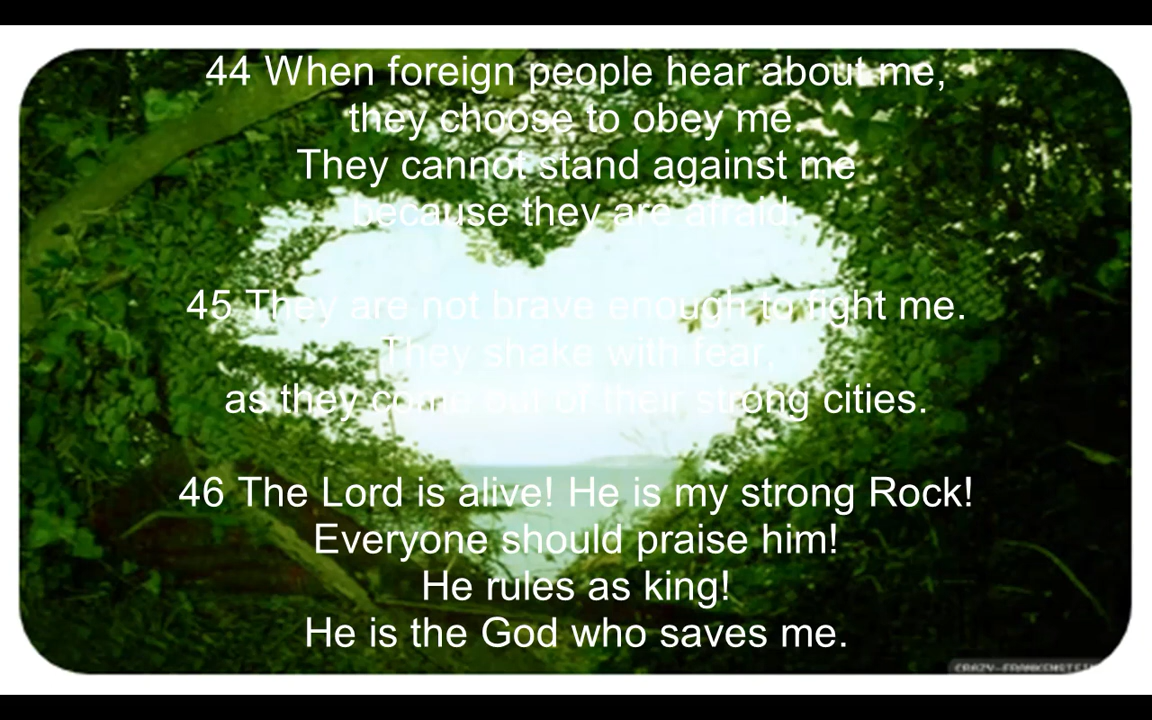 44 When foreign people hear about me,
they choose to obey me.
They cannot stand against me
because they are afraid.
45 They are not brave enough to fight me.
They shake with fear,
as they come out of their strong cities.
46 The Lord is alive! He is my strong Rock!
Everyone should praise him!
He rules as king!
He is the God who saves me.